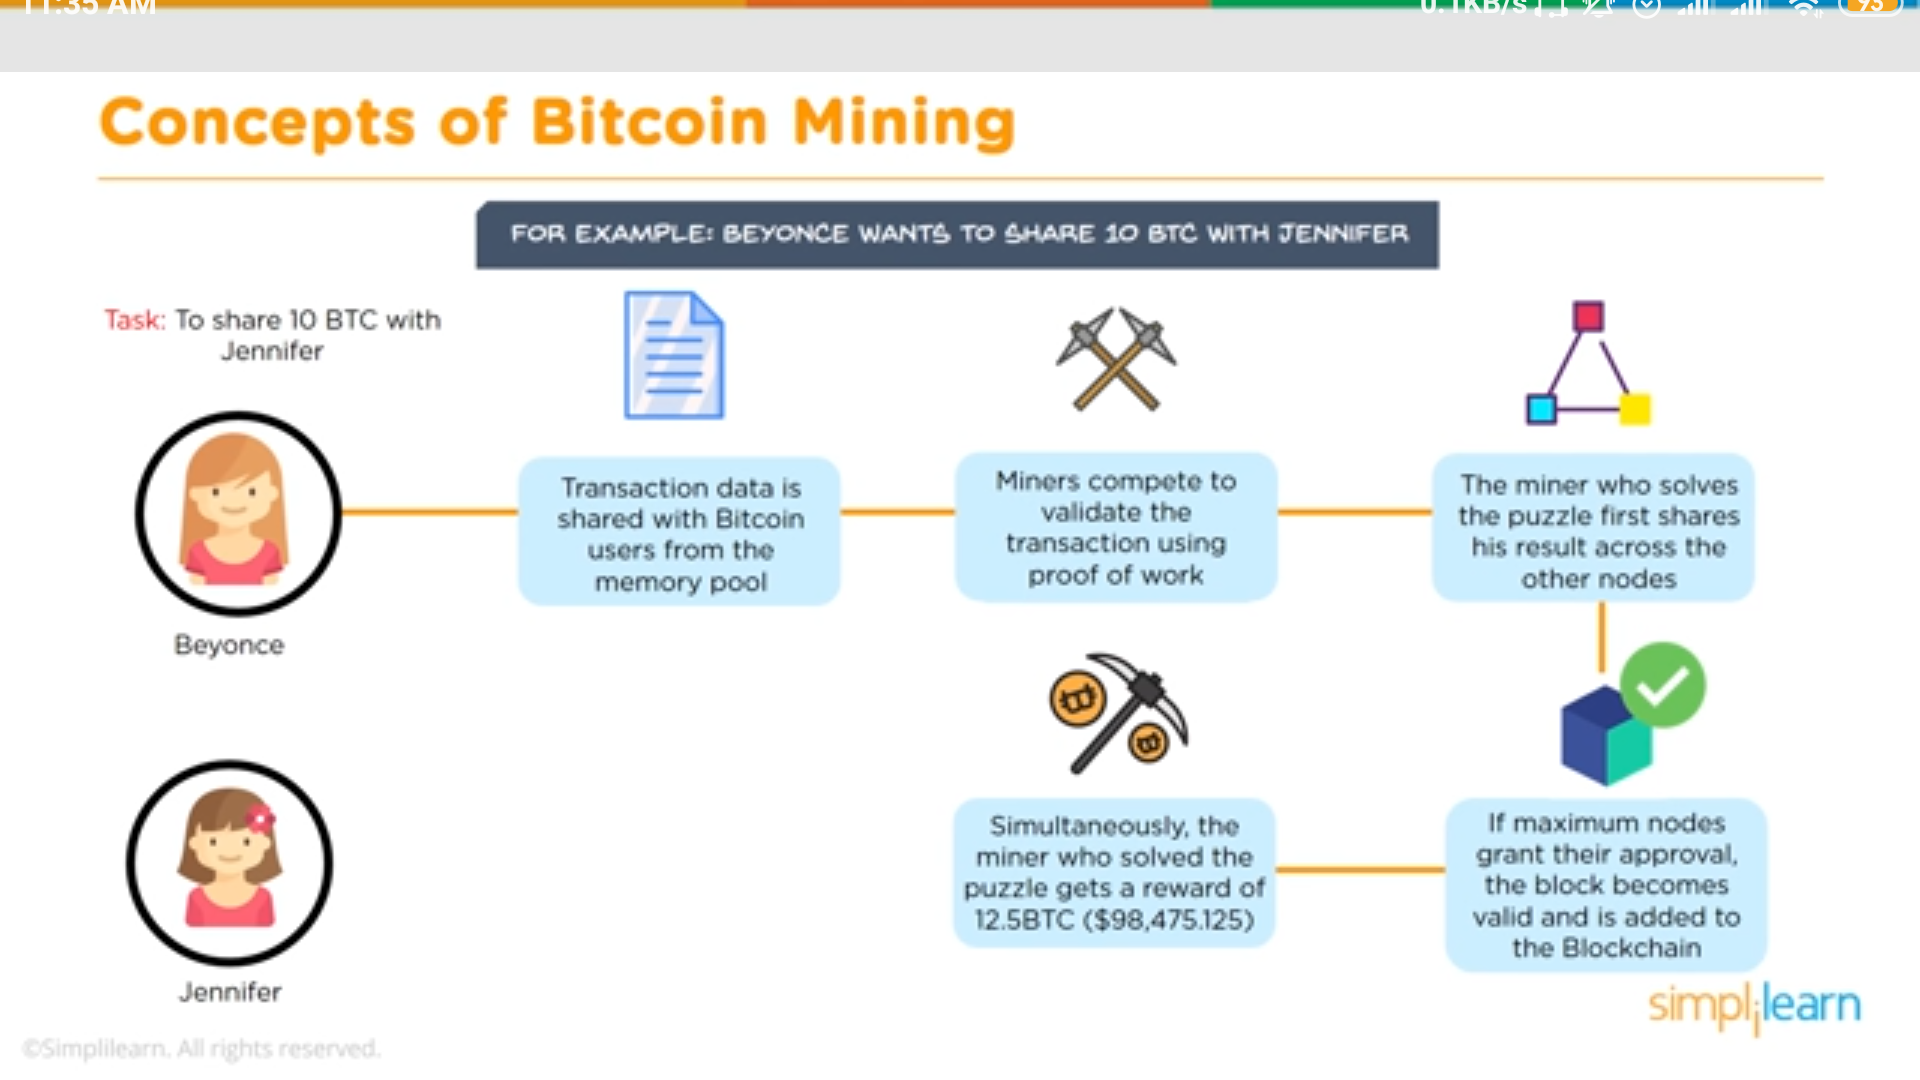 11:35 AM
0.1KB/s
93
Concepts of Bitcoin Mining
FOR EXAMPLE: BEYONCE WANTS TO SHARE 10 BTC WITH JENNIFER
Task: To share 10 BTC with
Jennifer
Transaction data is
shared with Bitcoin
users from the
memory pool
Miners compete to
validate the
transaction using
proof of work
The miner who solves
the puzzle first shares
his result across the
other nodes
Beyonce
Simultaneously, the
miner who solved the
puzzle gets a reward of
12.5BTC ($98,475.125)
If maximum nodes
grant their approval,
the block becomes
valid and is added to
the Blockchain
Jennifer
simplilearn
©Simplilearn. All rights reserved.